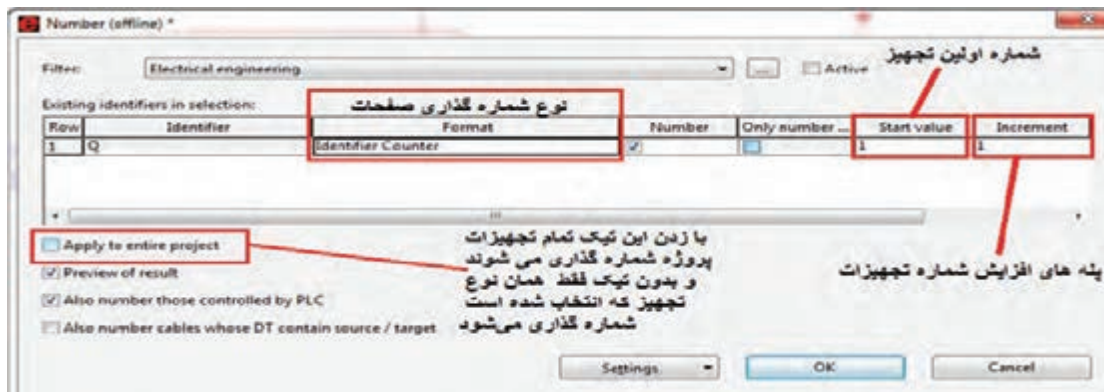 Number (offline) *
شماره اولین تجهیز
Filter:
Electrical engineering
...
Active
Existing identifiers in selection:
نوع شماره گذاری صفحات
Row Identifier Format Number Only number ... Start value Increment
1 Q Identifier Counter 1 1
Apply to entire project
Preview of result
Also number those controlled by PLC
Also number cables whose DT contain source / target
با زدن این تیک تمام تجهیزات
پروژه شماره گذاری می شوند
و بدون تیک فقط همان نوع
تجهیز که انتخاب شده است
شماره گذاری می‌شود
پله های افزایش شماره تجهیزات
Settings
OK
Cancel